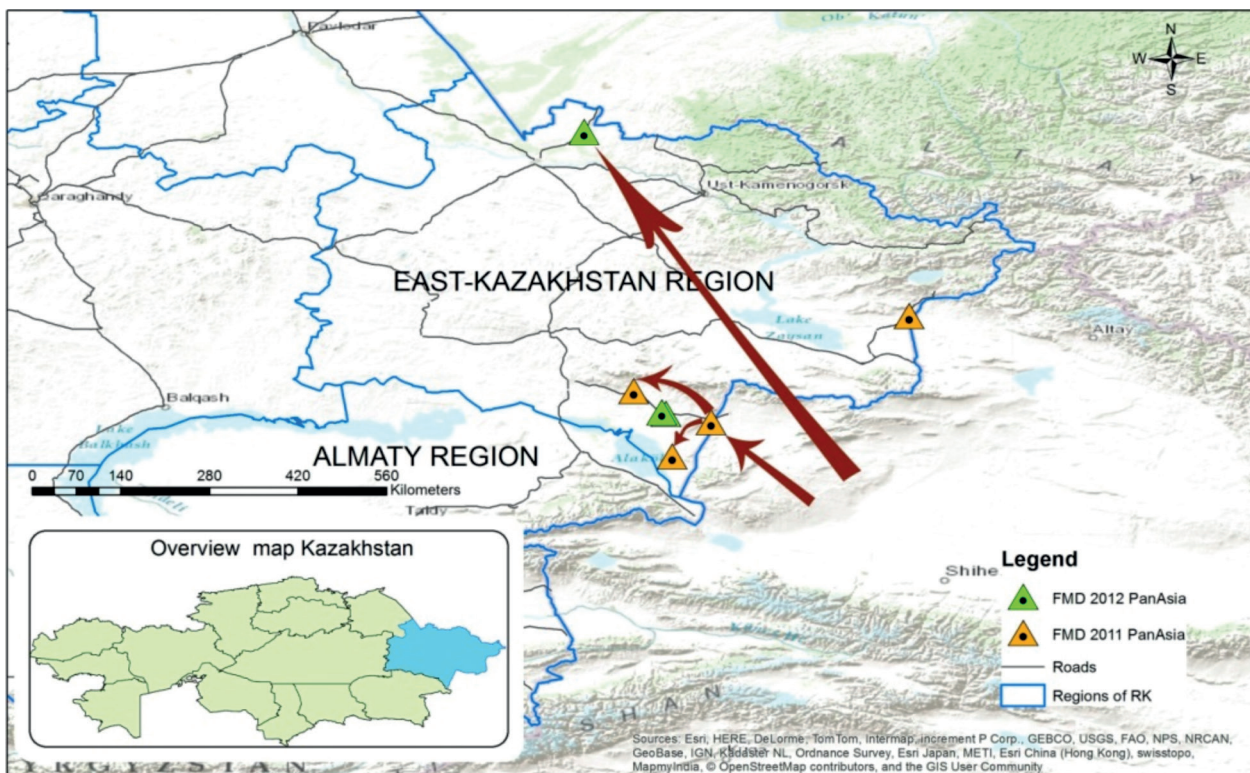 Pavlodar
Ob'
Katun'
N
W E
S
A L T A Y
Ust-Kamenogorsk
Qaraghandy
EAST-KAZAKHSTAN REGION
Lake
Zaysan
Altay
Balqash
Lake
Balkhash
ALMATY REGION
Alakol
0 70 140 280 420 560
Kilometers
Taldy
Overview map Kazakhstan
Legend
Shihe
FMD 2012 PanAsia
FMD 2011 PanAsia
Roads
Regions of RK
S H A N
Sources: Esri, HERE, DeLorme, TomTom, Intermap, increment P Corp., GEBCO, USGS, FAO, NPS, NRCAN,
GeoBase, IGN, Kadaster NL, Ordnance Survey, Esri Japan, METI, Esri China (Hong Kong), swisstopo,
MapmyIndia, © OpenStreetMap contributors, and the GIS User Community
YRGYZSTAN